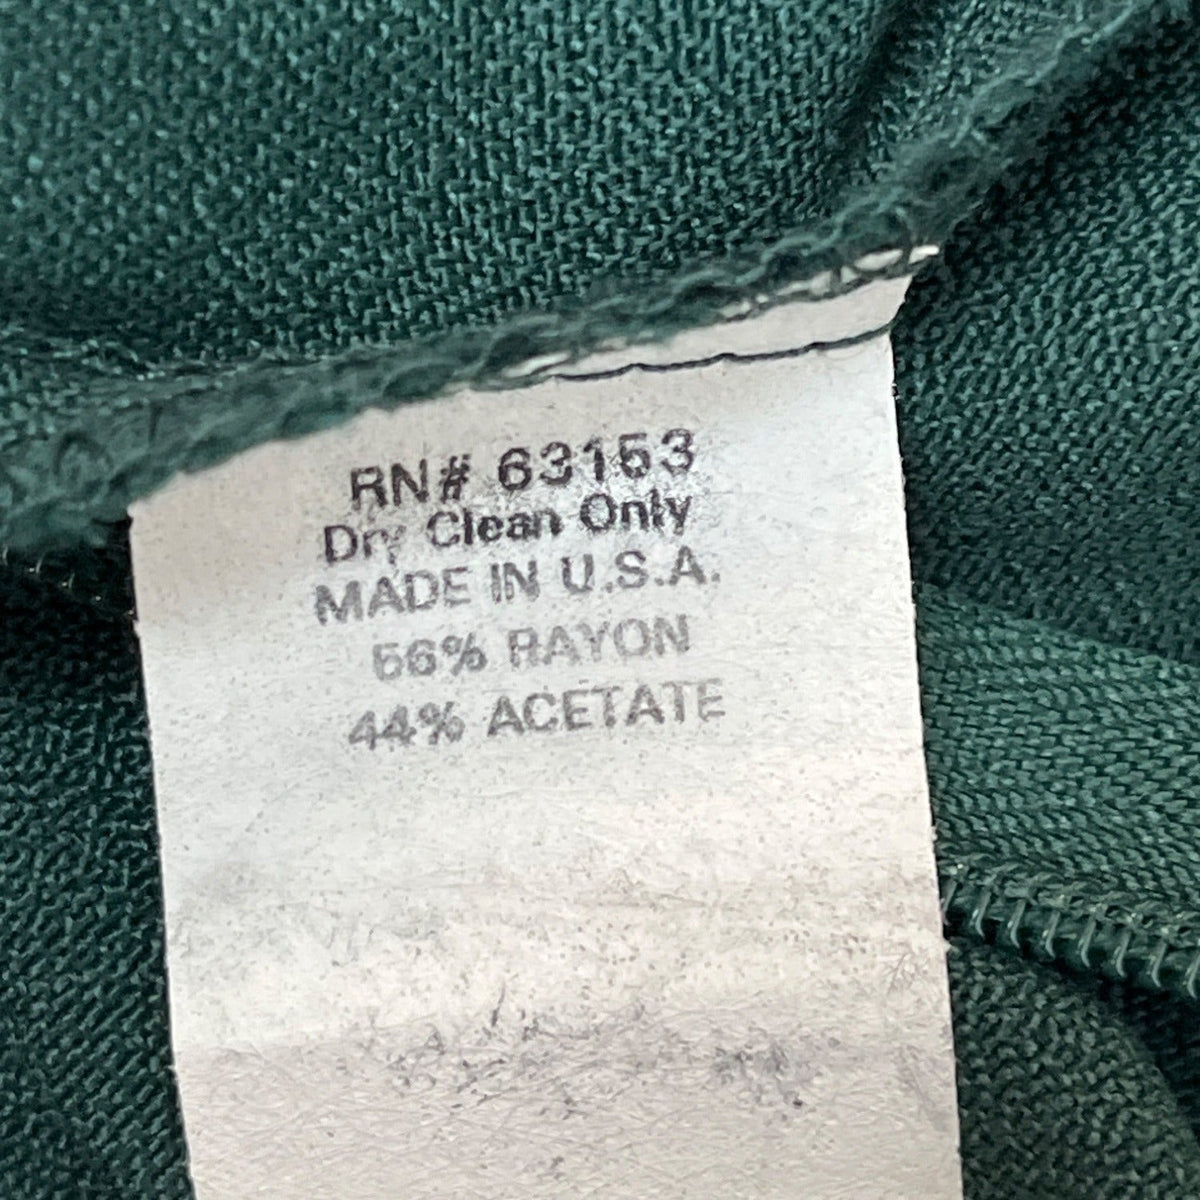 RN# 63153
Dry Clean Only
MADE IN U.S.A.
56% RAYON
44% ACETATE